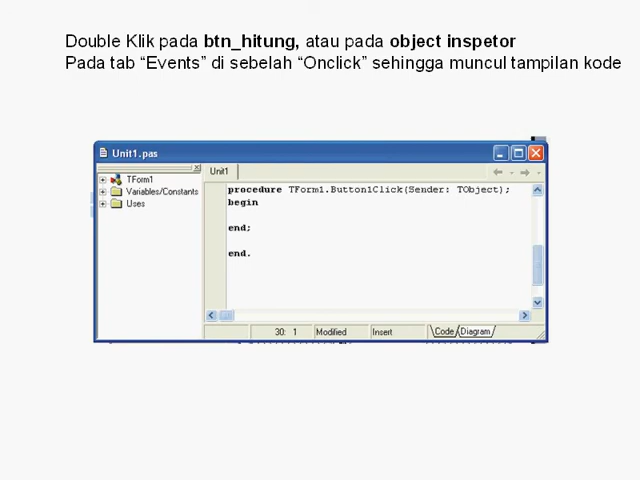 Double Klik pada btn_hitung, atau pada object inspetor
Pada tab “Events” di sebelah “Onclick” sehingga muncul tampilan kode
Unit1.pas
TForm1
Variables/Constants
Uses
Unit1
procedure TForm1.Button1Click(Sender: TObject);
begin
end;
end.
30: 1 Modified Insert Code Diagram